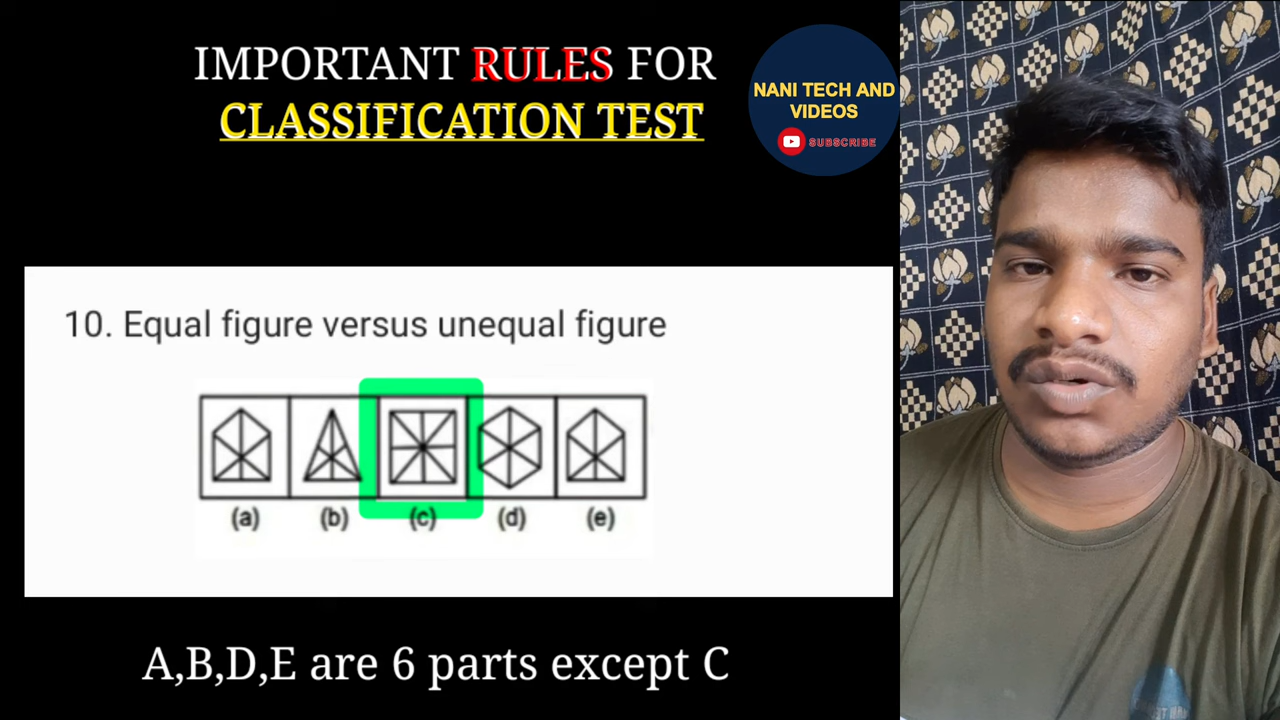 IMPORTANT RULES FOR
CLASSIFICATION TEST
NANI TECH AND
VIDEOS
SUBSCRIBE
10. Equal figure versus unequal figure
(a) (b) (c) (d) (e)
A,B,D,E are 6 parts except C